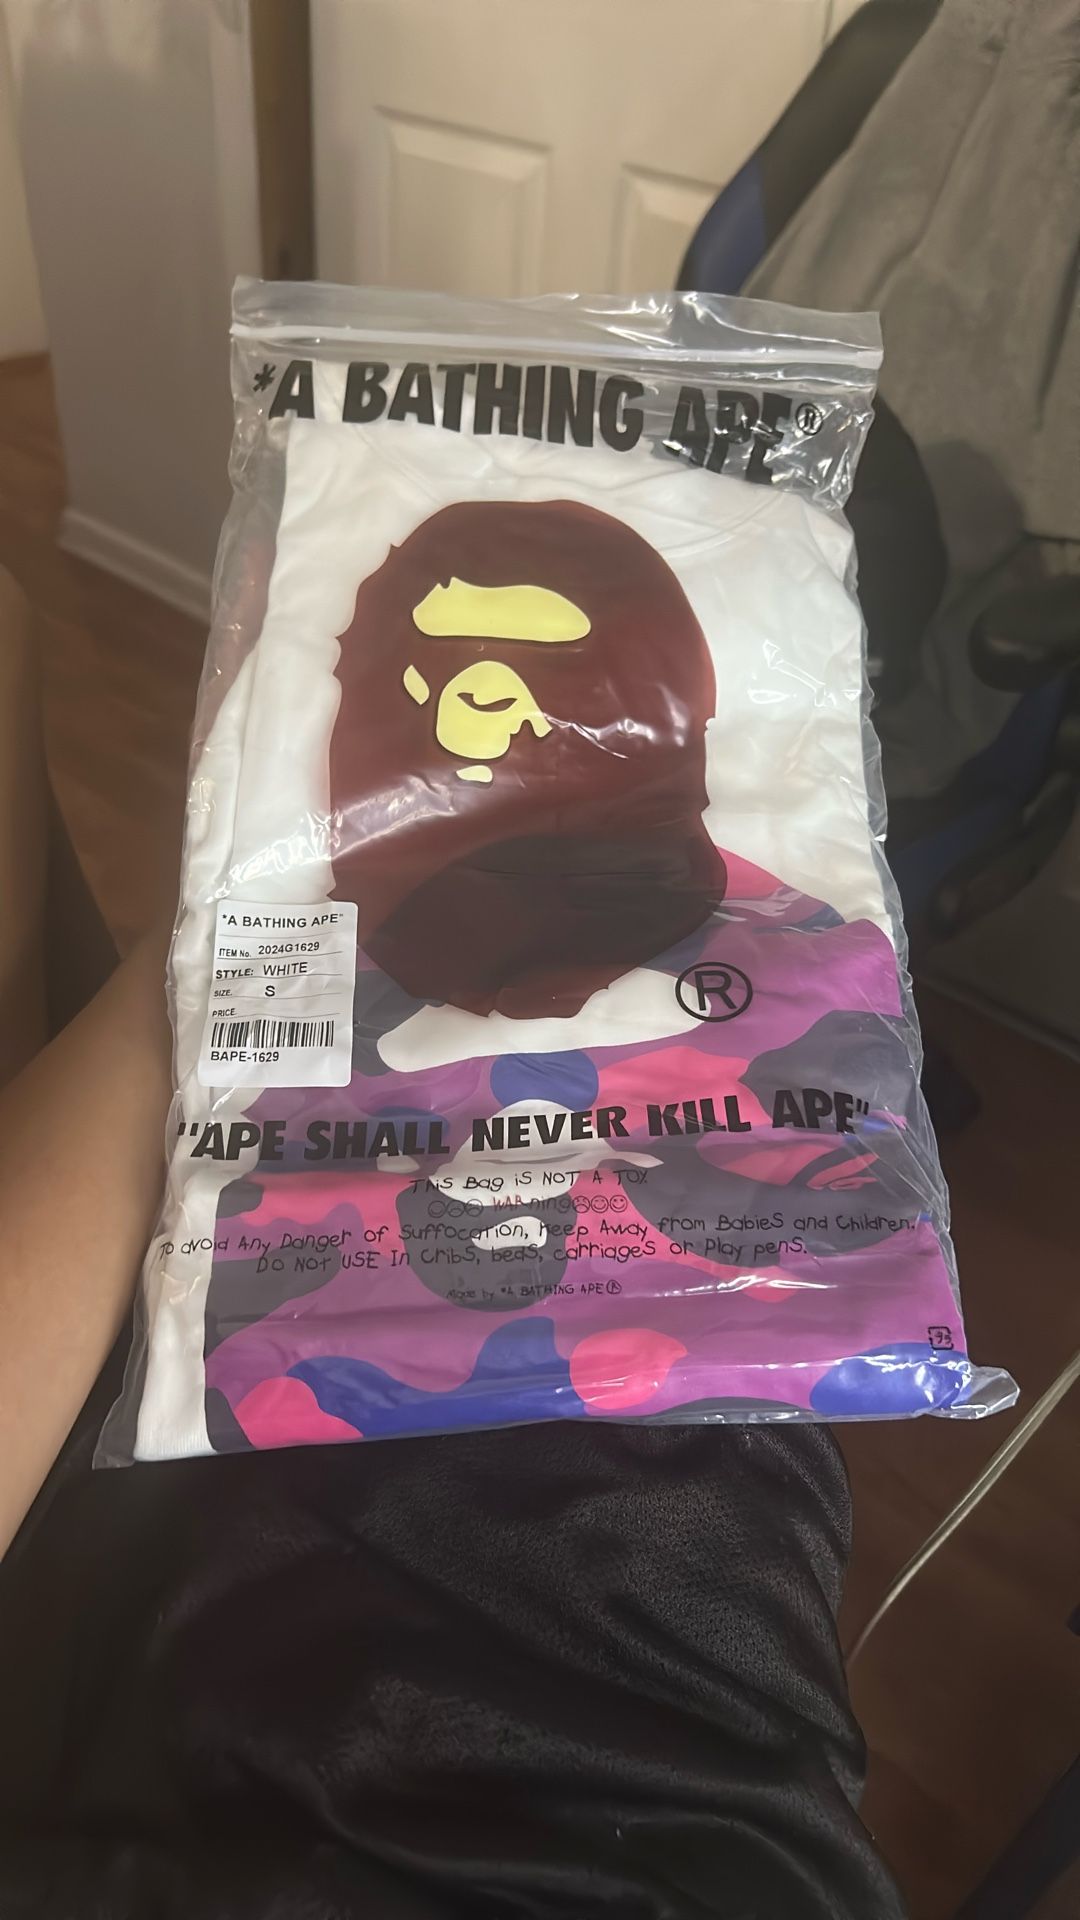 *A BATHING APE®
"A BATHING APE"
ITEM No. 2024G1629
STYLE: WHITE
SIZE. S
PRICE
BAPE-1629
®
"APE SHALL NEVER KILL APE"
THIS Bag iS NOT A TOY.
WARning
To avoid Any Danger of Suffocation, Keep Away from Babies and Children.
DO NOT USE In Cribs, beds, carriages or Play pens.
Made by *A BATHING APE®